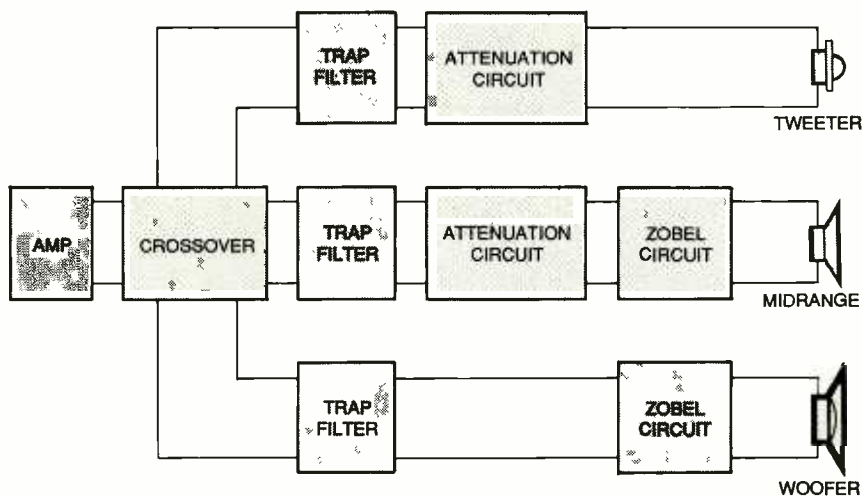 TRAP
FILTER
ATTENUATION
CIRCUIT
TWEETER
AMP
CROSSOVER
TRAP
FILTER
ATTENUATION
CIRCUIT
ZOBEL
CIRCUIT
MIDRANGE
TRAP
FILTER
ZOBEL
CIRCUIT
WOOFER